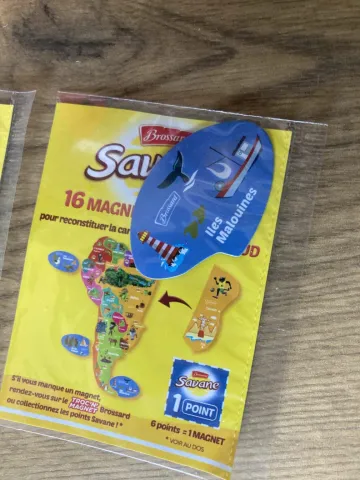 Brossard
Sav
16 MAGN
UD
pour reconstituer la car
Brossard
Iles
Malouines
S'il vous manque un magnet,
rendez-vous sur le TROC'N MAGNET Brossard
ou collectionnez les points Savane ! *
Brossard
Savane
1 POINT
6 points = 1 MAGNET
* VOIR AU DOS